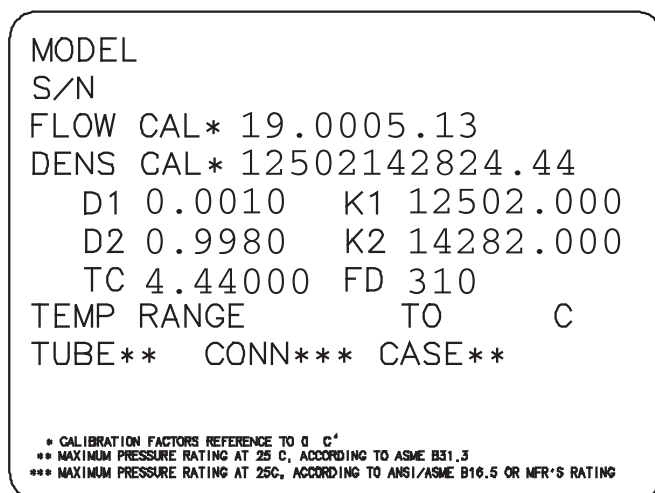 MODEL
S/N
FLOW CAL* 19.0005.13
DENS CAL* 12502142824.44
D1 0.0010 K1 12502.000
D2 0.9980 K2 14282.000
TC 4.44000 FD 310
TEMP RANGE TO C
TUBE** CONN*** CASE**
* CALIBRATION FACTORS REFERENCE TO 0 C
** MAXIMUM PRESSURE RATING AT 25 C, ACCORDING TO ASME B31.3
*** MAXIMUM PRESSURE RATING AT 25C, ACCORDING TO ANSI/ASME B16.5 OR MFR'S RATING